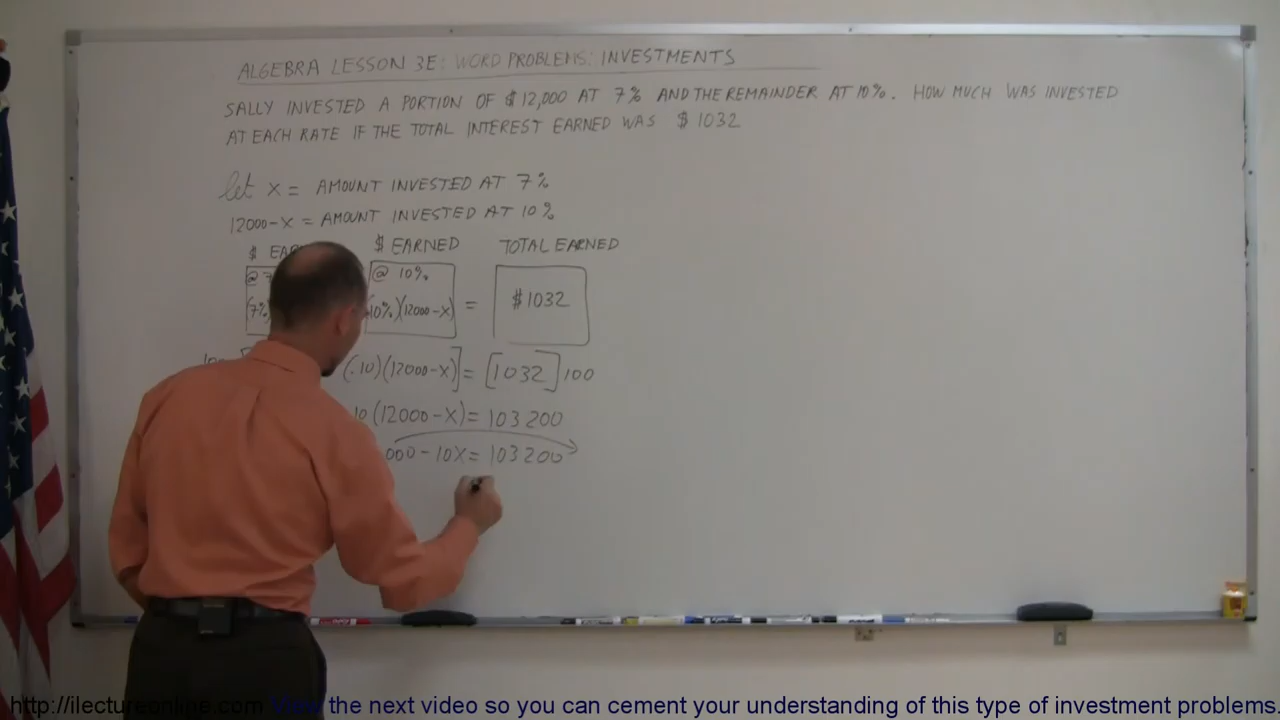 ALGEBRA LESSON 3E: WORD PROBLEMS: INVESTMENTS
SALLY INVESTED A PORTION OF $12,000 AT 7% AND THE REMAINDER AT 10%. HOW MUCH WAS INVESTED
AT EACH RATE IF THE TOTAL INTEREST EARNED WAS $1032
let x = AMOUNT INVESTED AT 7%
12000-x = AMOUNT INVESTED AT 10%
$ $ EARNED TOTAL EARNED
@ 7 @ 10%
(7% 10%)(12000-x) = $1032
(.10)(12000-x)] = [1032]100
10(12000-x) = 103200
000-10x = 103200
http://ilectureonline.com View the next video so you can cement your understanding of this type of investment problems.